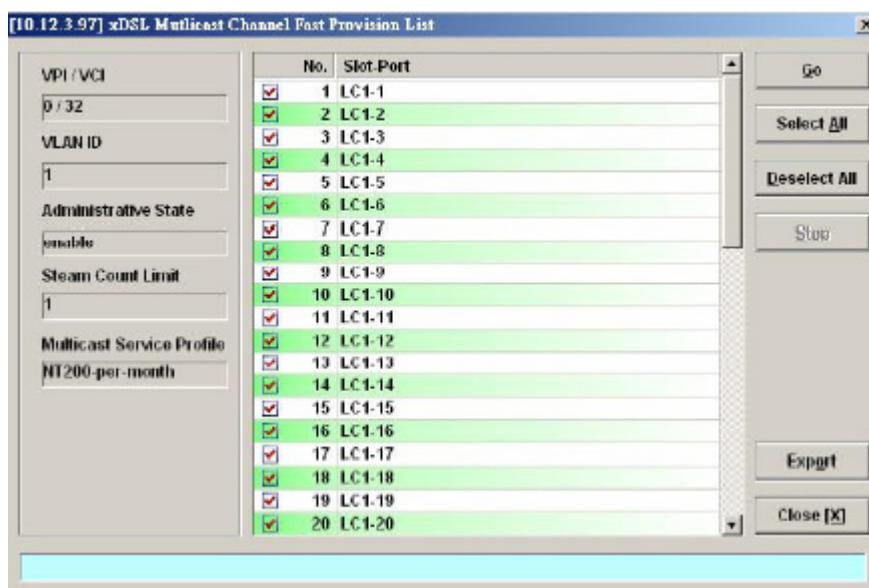 [10.12.3.97] xDSL Mutlicast Channel Fast Provision List
VPI / VCI
0 / 32
VLAN ID
1
Administrative State
enable
Steam Count Limit
1
Multicast Service Profile
NT200-per-month
No. Slot-Port
1 LC1-1
2 LC1-2
3 LC1-3
4 LC1-4
5 LC1-5
6 LC1-6
7 LC1-7
8 LC1-8
9 LC1-9
10 LC1-10
11 LC1-11
12 LC1-12
13 LC1-13
14 LC1-14
15 LC1-15
16 LC1-16
17 LC1-17
18 LC1-18
19 LC1-19
20 LC1-20
Go
Select All
Deselect All
Stop
Export
Close [X]